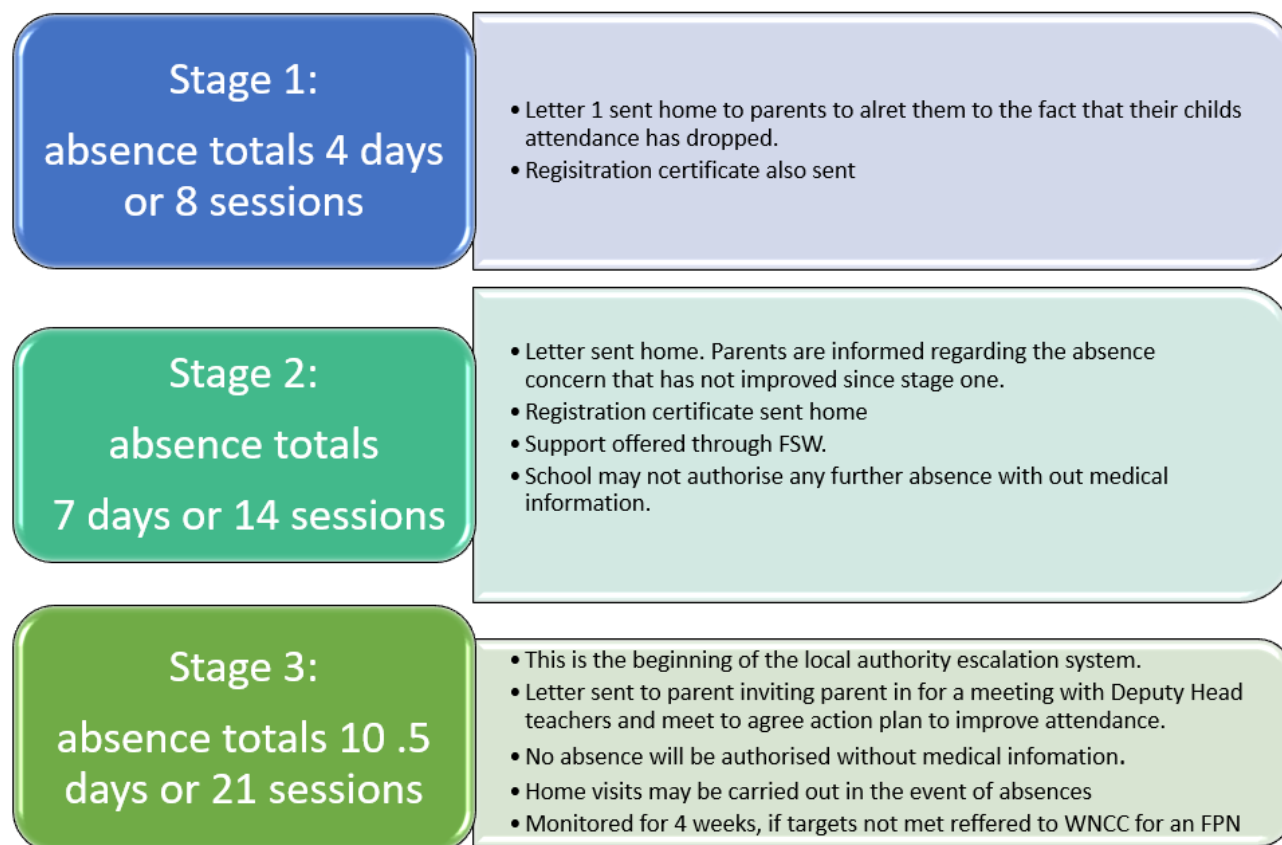 Stage 1:
absence totals 4 days
or 8 sessions
• Letter 1 sent home to parents to alret them to the fact that their childs
attendance has dropped.
• Regisitration certificate also sent
Stage 2:
absence totals
7 days or 14 sessions
• Letter sent home. Parents are informed regarding the absence
concern that has not improved since stage one.
• Registration certificate sent home
• Support offered through FSW.
• School may not authorise any further absence with out medical
information.
Stage 3:
absence totals 10 .5
days or 21 sessions
• This is the beginning of the local authority escalation system.
• Letter sent to parent inviting parent in for a meeting with Deputy Head
teachers and meet to agree action plan to improve attendance.
• No absence will be authorised without medical infomation.
• Home visits may be carried out in the event of absences
• Monitored for 4 weeks, if targets not met reffered to WNCC for an FPN